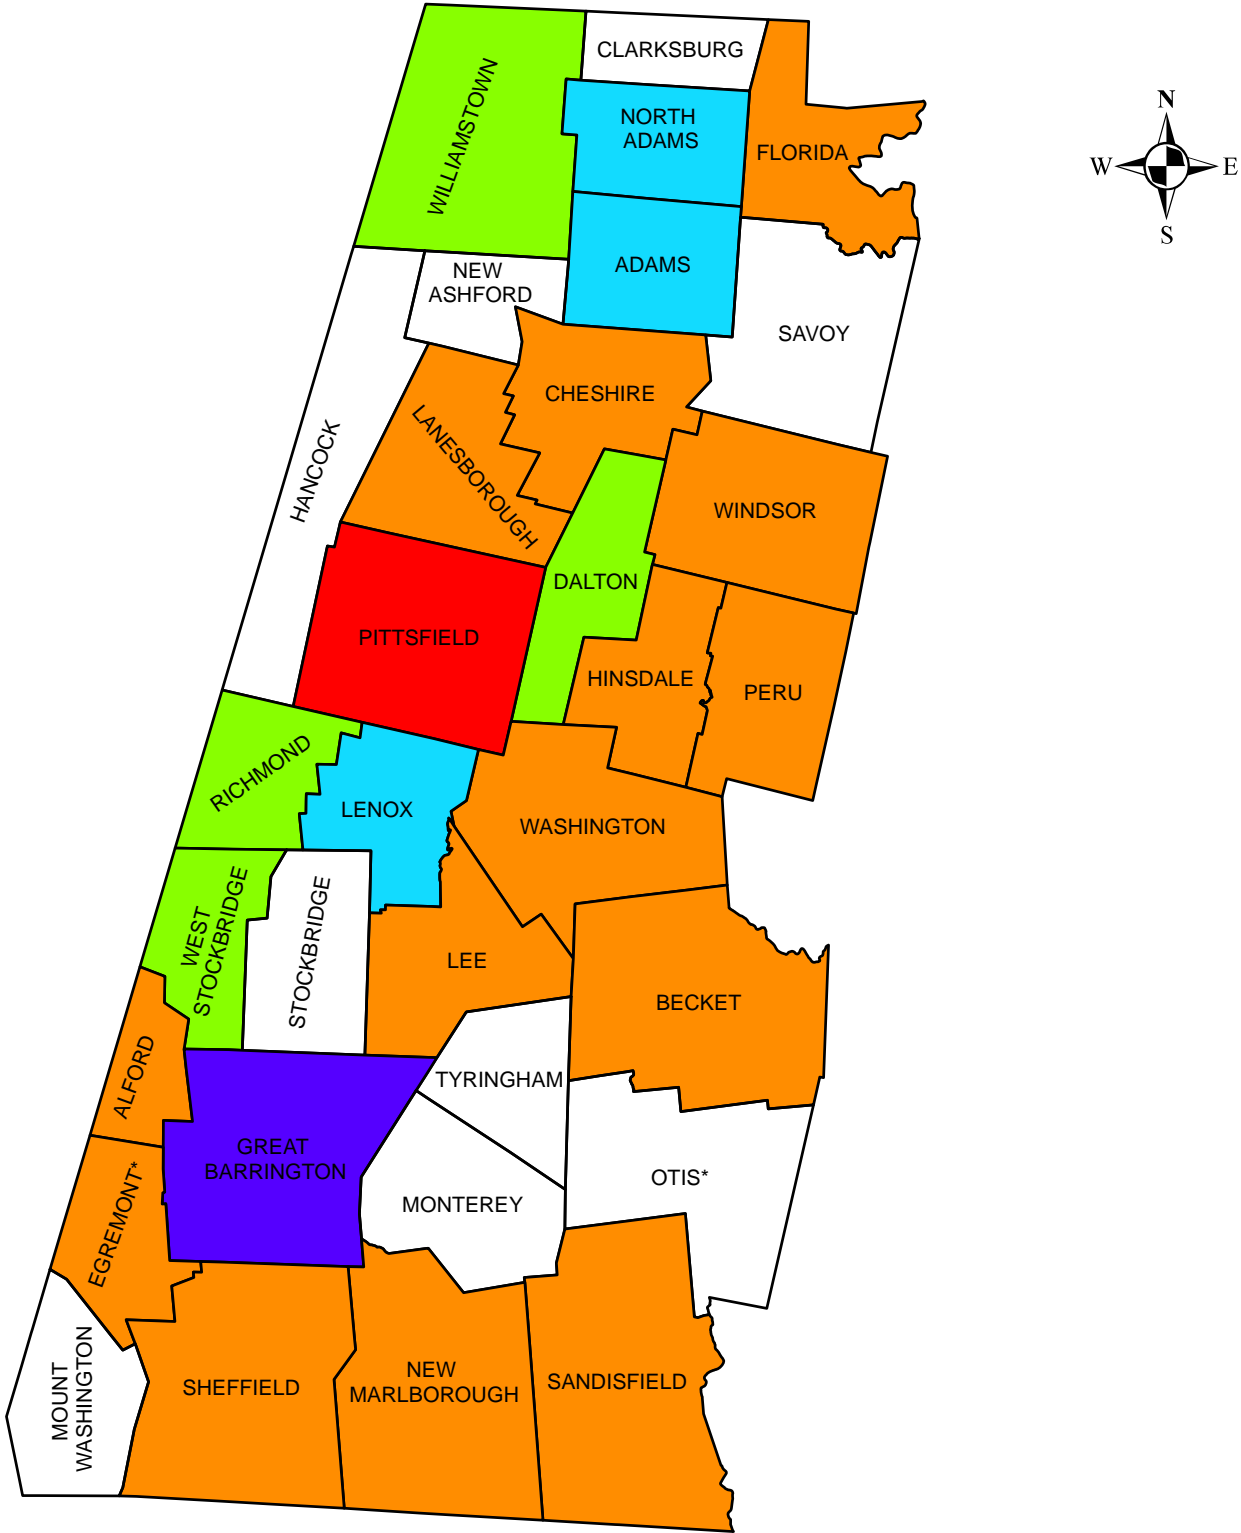 CLARKSBURG
N
WILLIAMSTOWN
NORTH
ADAMS
FLORIDA
W
E
S
ADAMS
NEW
ASHFORD
SAVOY
CHESHIRE
HANCOCK
LANESBOROUGH
WINDSOR
DALTON
PITTSFIELD
HINSDALE
PERU
RICHMOND
LENOX
WASHINGTON
WEST
STOCKBRIDGE
STOCKBRIDGE
LEE
BECKET
ALFORD
TYRINGHAM
GREAT
BARRINGTON
EGREMONT*
MONTEREY
OTIS*
MOUNT
WASHINGTON
SHEFFIELD
NEW
MARLBOROUGH
SANDISFIELD